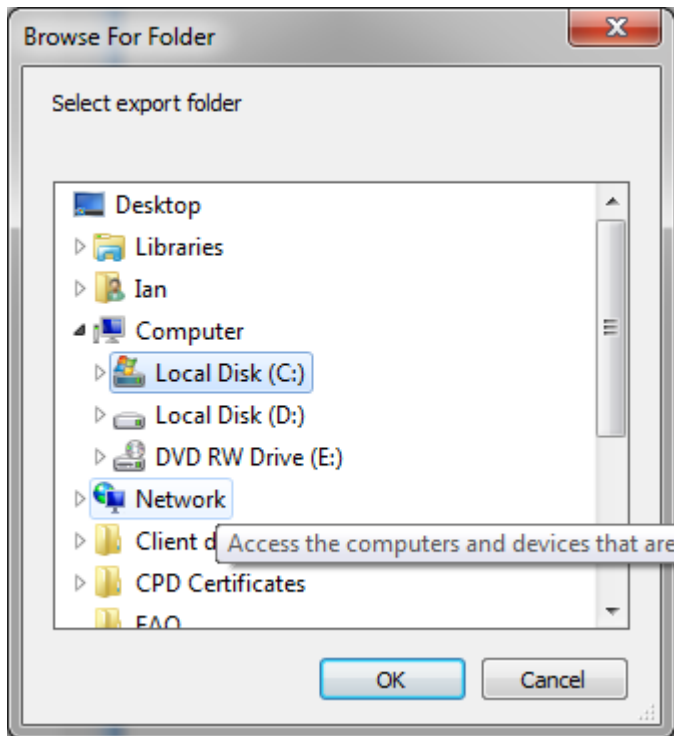 Browse For Folder
Select export folder
Desktop
Libraries
Ian
Computer
Local Disk (C:)
Local Disk (D:)
DVD RW Drive (E:)
Network
Client d
Access the computers and devices that are
CPD Certificates
FAQ
OK
Cancel